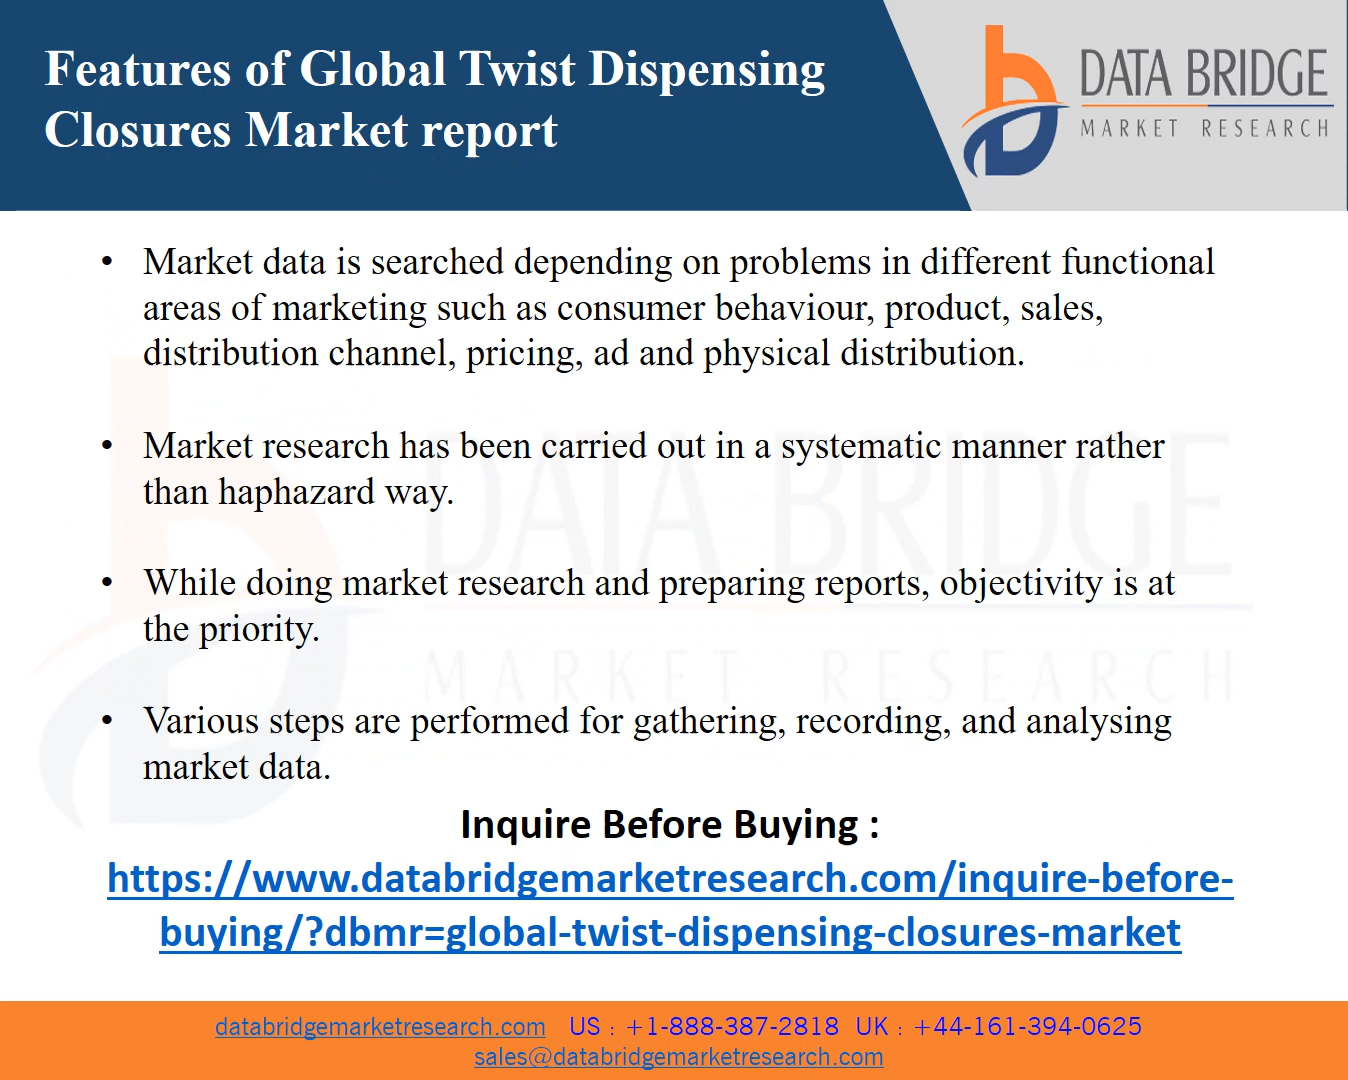 Features of Global Twist Dispensing
Closures Market report
DATA BRIDGE
MARKET RESEARCH
• Market data is searched depending on problems in different functional
areas of marketing such as consumer behaviour, product, sales,
distribution channel, pricing, ad and physical distribution.
• Market research has been carried out in a systematic manner rather
than haphazard way.
• While doing market research and preparing reports, objectivity is at
the priority.
• Various steps are performed for gathering, recording, and analysing
market data.
DATA BRIDGE
MARKET RESEARCH
Inquire Before Buying :
https://www.databridgemarketresearch.com/inquire-before-
buying/?dbmr=global-twist-dispensing-closures-market
databridgemarketresearch.com US : +1-888-387-2818 UK : +44-161-394-0625
sales@databridgemarketresearch.com